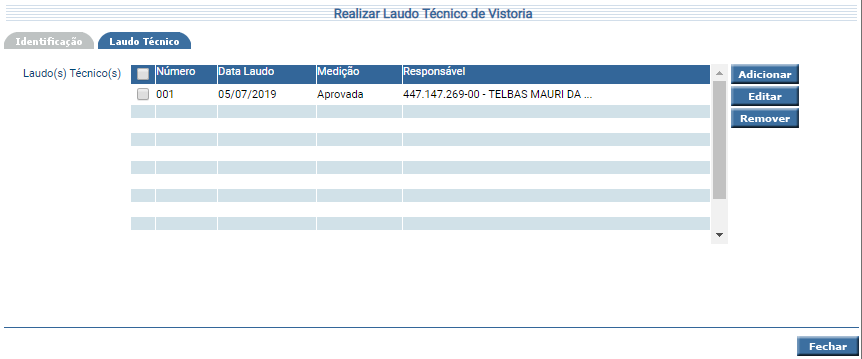 Realizar Laudo Técnico de Vistoria
Identificação Laudo Técnico
Laudo(s) Técnico(s) Número Data Laudo Medição Responsável Adicionar
001 05/07/2019 Aprovada 447.147.269-00 - TELBAS MAURI DA ... Editar
Remover
Fechar